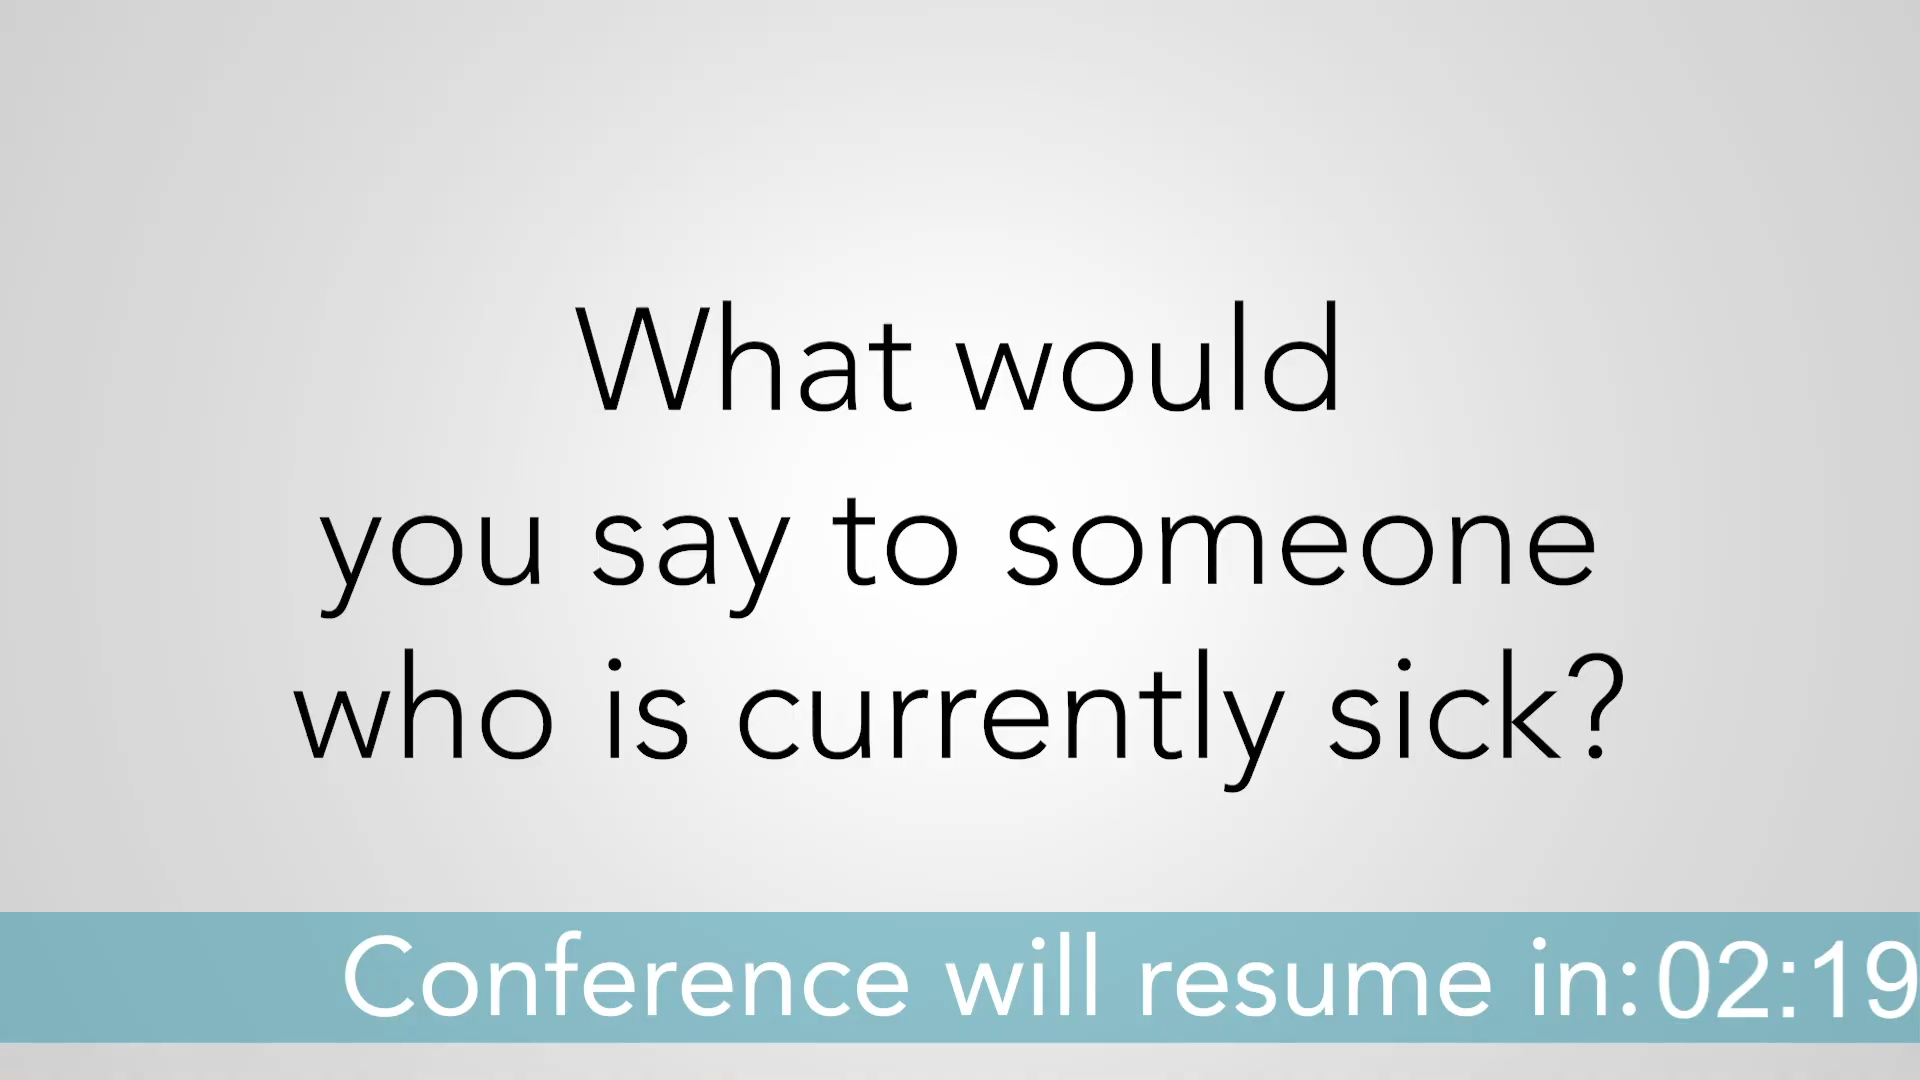 What would
you say to someone
who is currently sick?
Conference will resume in: 02:19